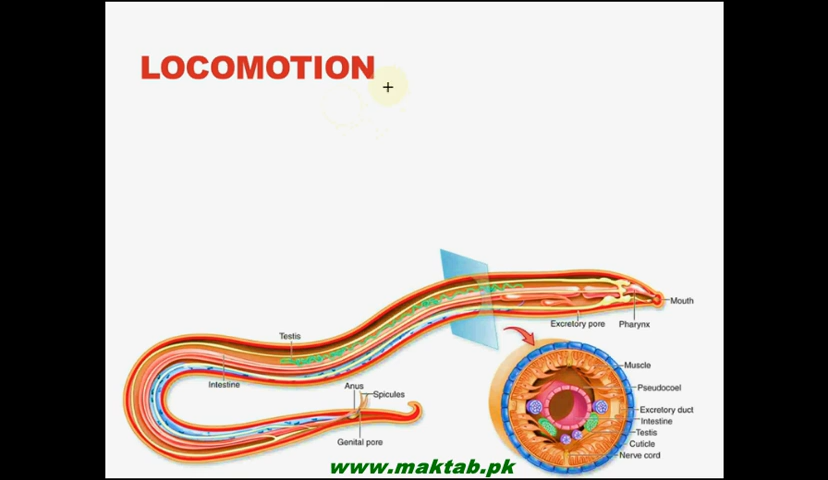 LOCOMOTION
Mouth
Excretory pore
Pharynx
Testis
Intestine
Anus
Spicules
Genital pore
Muscle
Pseudocoel
Excretory duct
Intestine
Testis
Cuticle
Nerve cord
www.maktab.pk